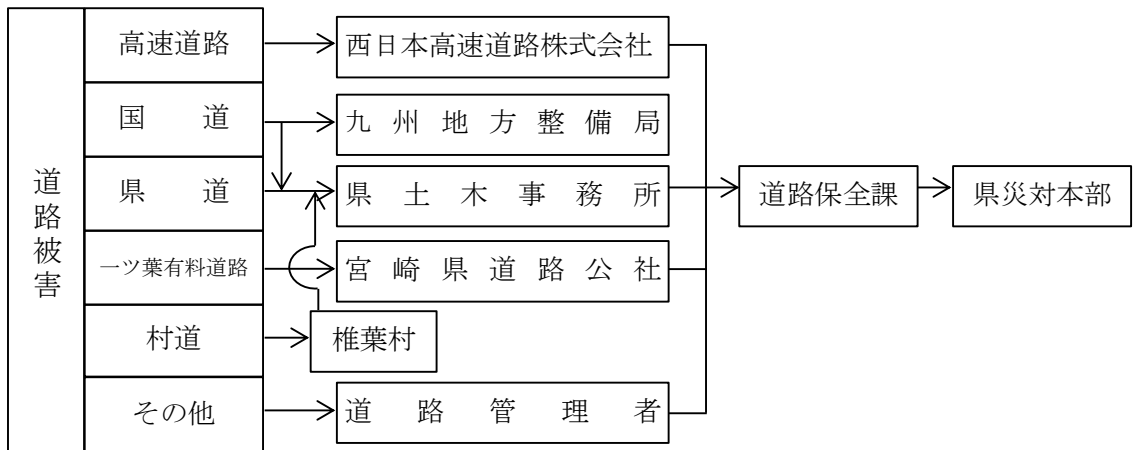 道路被害
高速道路
西日本高速道路株式会社
国道
九州地方整備局
県道
県土木事務所
道路保全課
県災対本部
一ツ葉有料道路
宮崎県道路公社
村道
椎葉村
その他
道路管理者